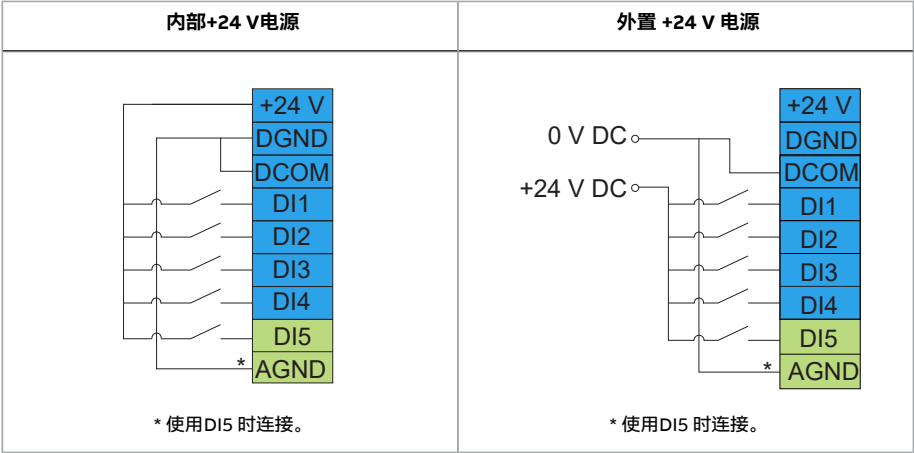 内部+24 V电源
外置 +24 V 电源
+24 V
DGND
DCOM
DI1
DI2
DI3
DI4
DI5
* AGND
* 使用DI5 时连接。
0 V DC
+24 V DC
+24 V
DGND
DCOM
DI1
DI2
DI3
DI4
DI5
* AGND
* 使用DI5 时连接。